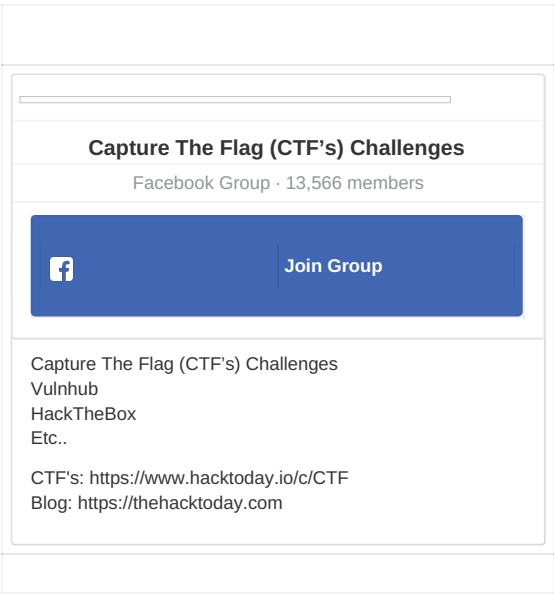 Capture The Flag (CTF’s) Challenges
Facebook Group · 13,566 members
Join Group
Capture The Flag (CTF’s) Challenges
Vulnhub
HackTheBox
Etc..
CTF's: https://www.hacktoday.io/c/CTF
Blog: https://thehacktoday.com